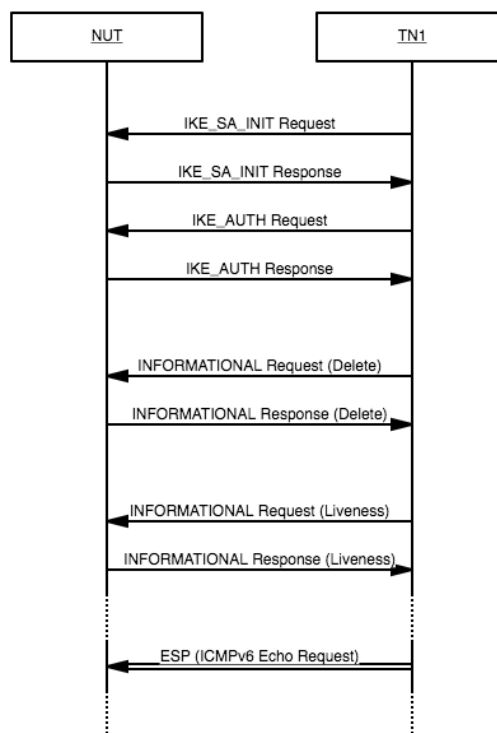 NUT
TN1
IKE_SA_INIT Request
IKE_SA_INIT Response
IKE_AUTH Request
IKE_AUTH Response
INFORMATIONAL Request (Delete)
INFORMATIONAL Response (Delete)
INFORMATIONAL Request (Liveness)
INFORMATIONAL Response (Liveness)
ESP (ICMPv6 Echo Request)